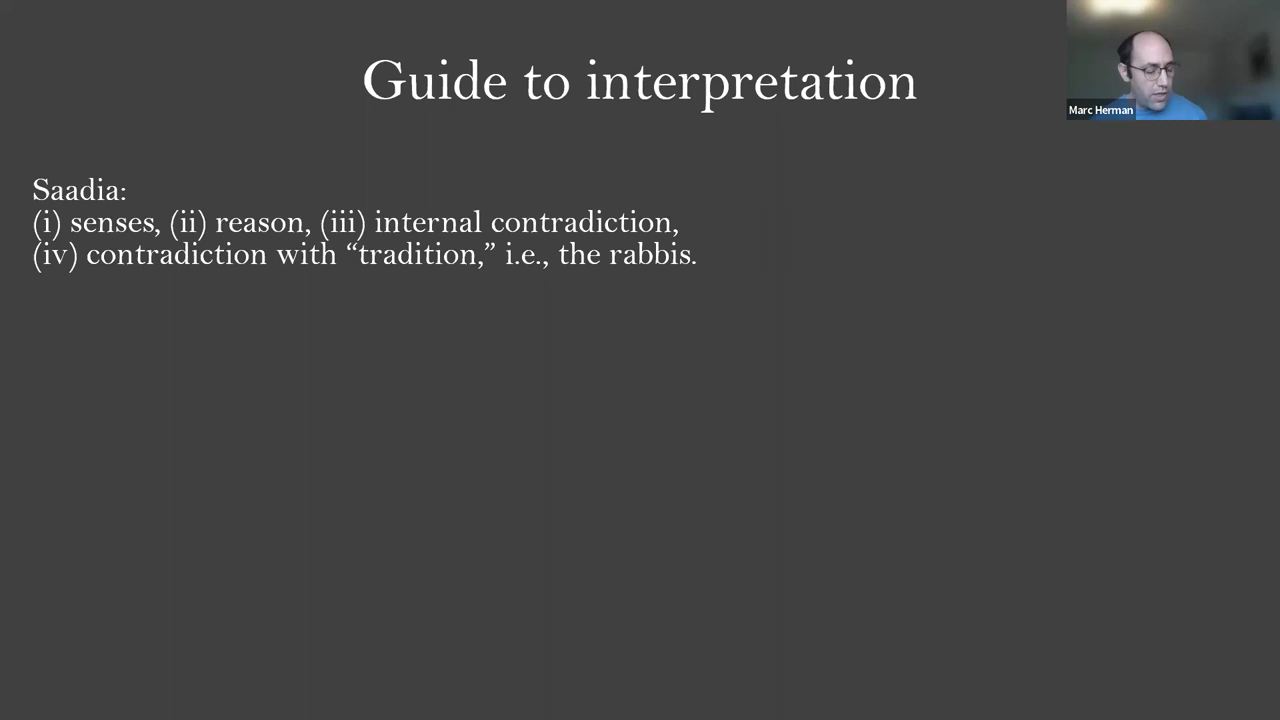 Guide to interpretation
Marc Herman
Saadia:
(i) senses, (ii) reason, (iii) internal contradiction,
(iv) contradiction with “tradition,” i.e., the rabbis.